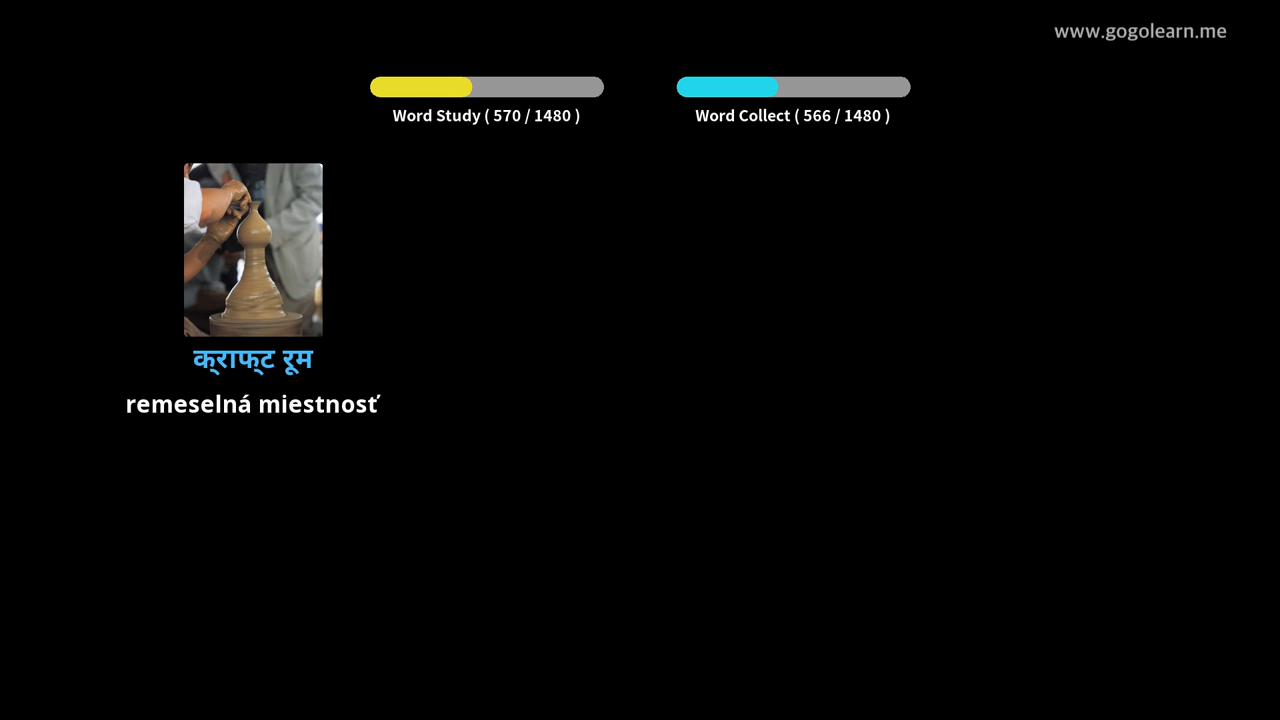 www.gogolearn.me
Word Study ( 570 / 1480 )
Word Collect ( 566 / 1480 )
क्राफ्ट रूम
remeselná miestnosť